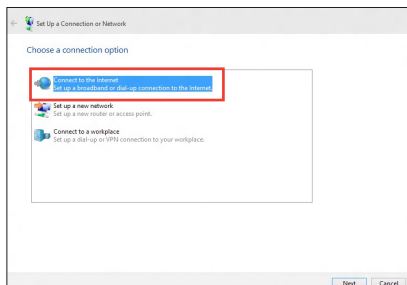 Set Up a Connection or Network
Choose a connection option
Connect to the Internet
Set up a broadband or dial-up connection to the Internet.
Set up a new network
Set up a new router or access point.
Connect to a workplace
Set up a dial-up or VPN connection to your workplace.
Next Cancel